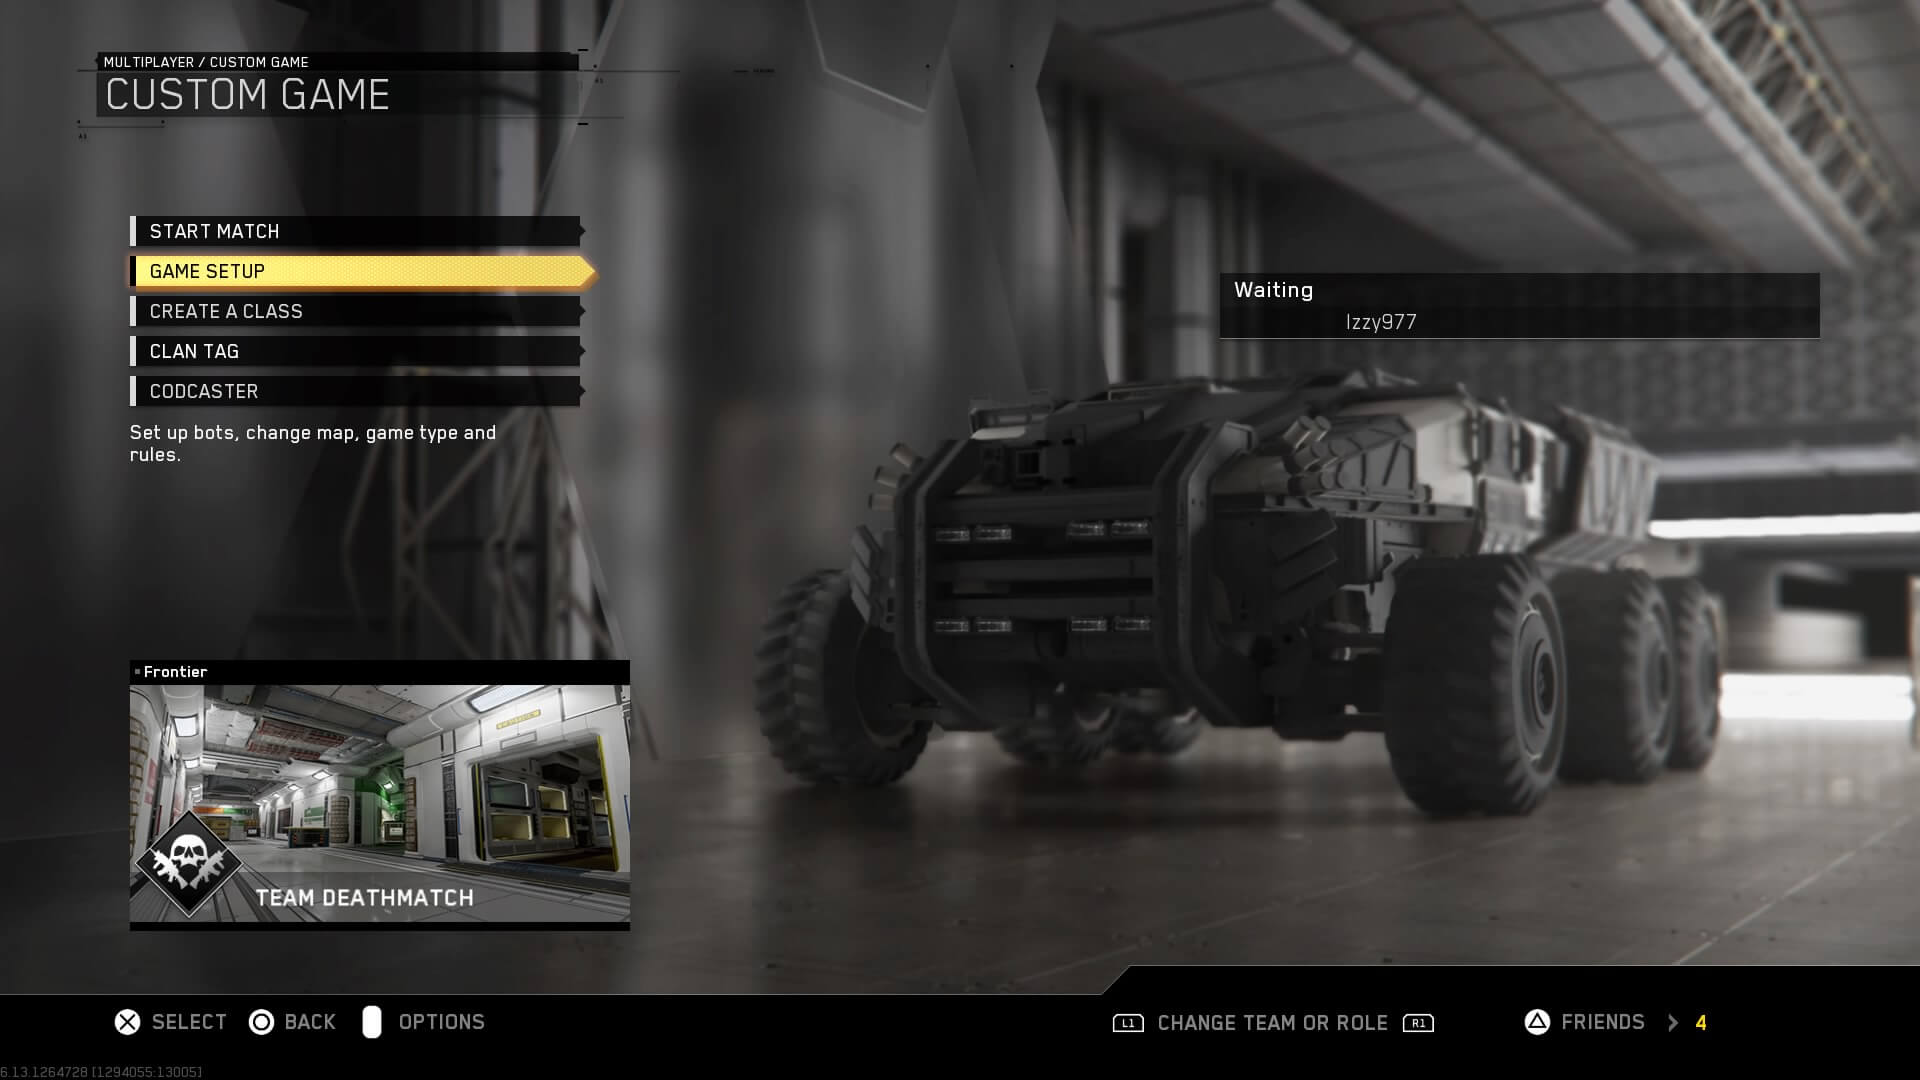 MULTIPLAYER / CUSTOM GAME
CUSTOM GAME
START MATCH
GAME SETUP
CREATE A CLASS
CLAN TAG
CODCASTER
Set up bots, change map, game type and
rules.
Waiting
Izzy977
Frontier
TEAM DEATHMATCH
SELECT
BACK
OPTIONS
L1 CHANGE TEAM OR ROLE R1
FRIENDS 4
6.13.1264728 [1294055:13005]